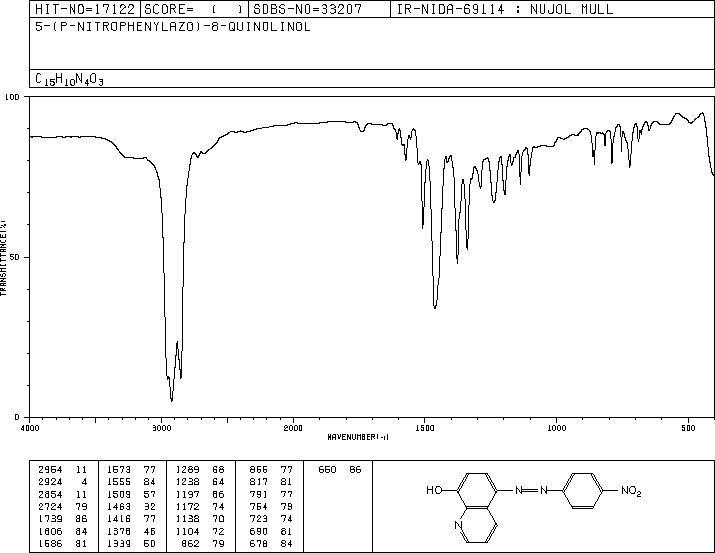 HIT-NO=17122 SCORE= ( ) SDBS-NO=33207 IR-NIDA-69114 : NUJOL MULL
5-(P-NITROPHENYLAZO)-8-QUINOLINOL
C15H10N4O3
100
50
0
TRANSMITTANCE(%)
4000 3000 2000 1500 1000 500
WAVENUMBER(-1)
2954 11 1573 77 1289 68 855 77 650 86
2924 4 1555 84 1238 64 817 81
2854 11 1509 57 1197 66 791 77
2724 79 1463 32 1172 74 754 79
1739 86 1416 77 1138 70 723 74
1606 84 1378 46 1104 72 690 81
1586 81 1339 50 862 79 678 84
HO N=N NO2
N